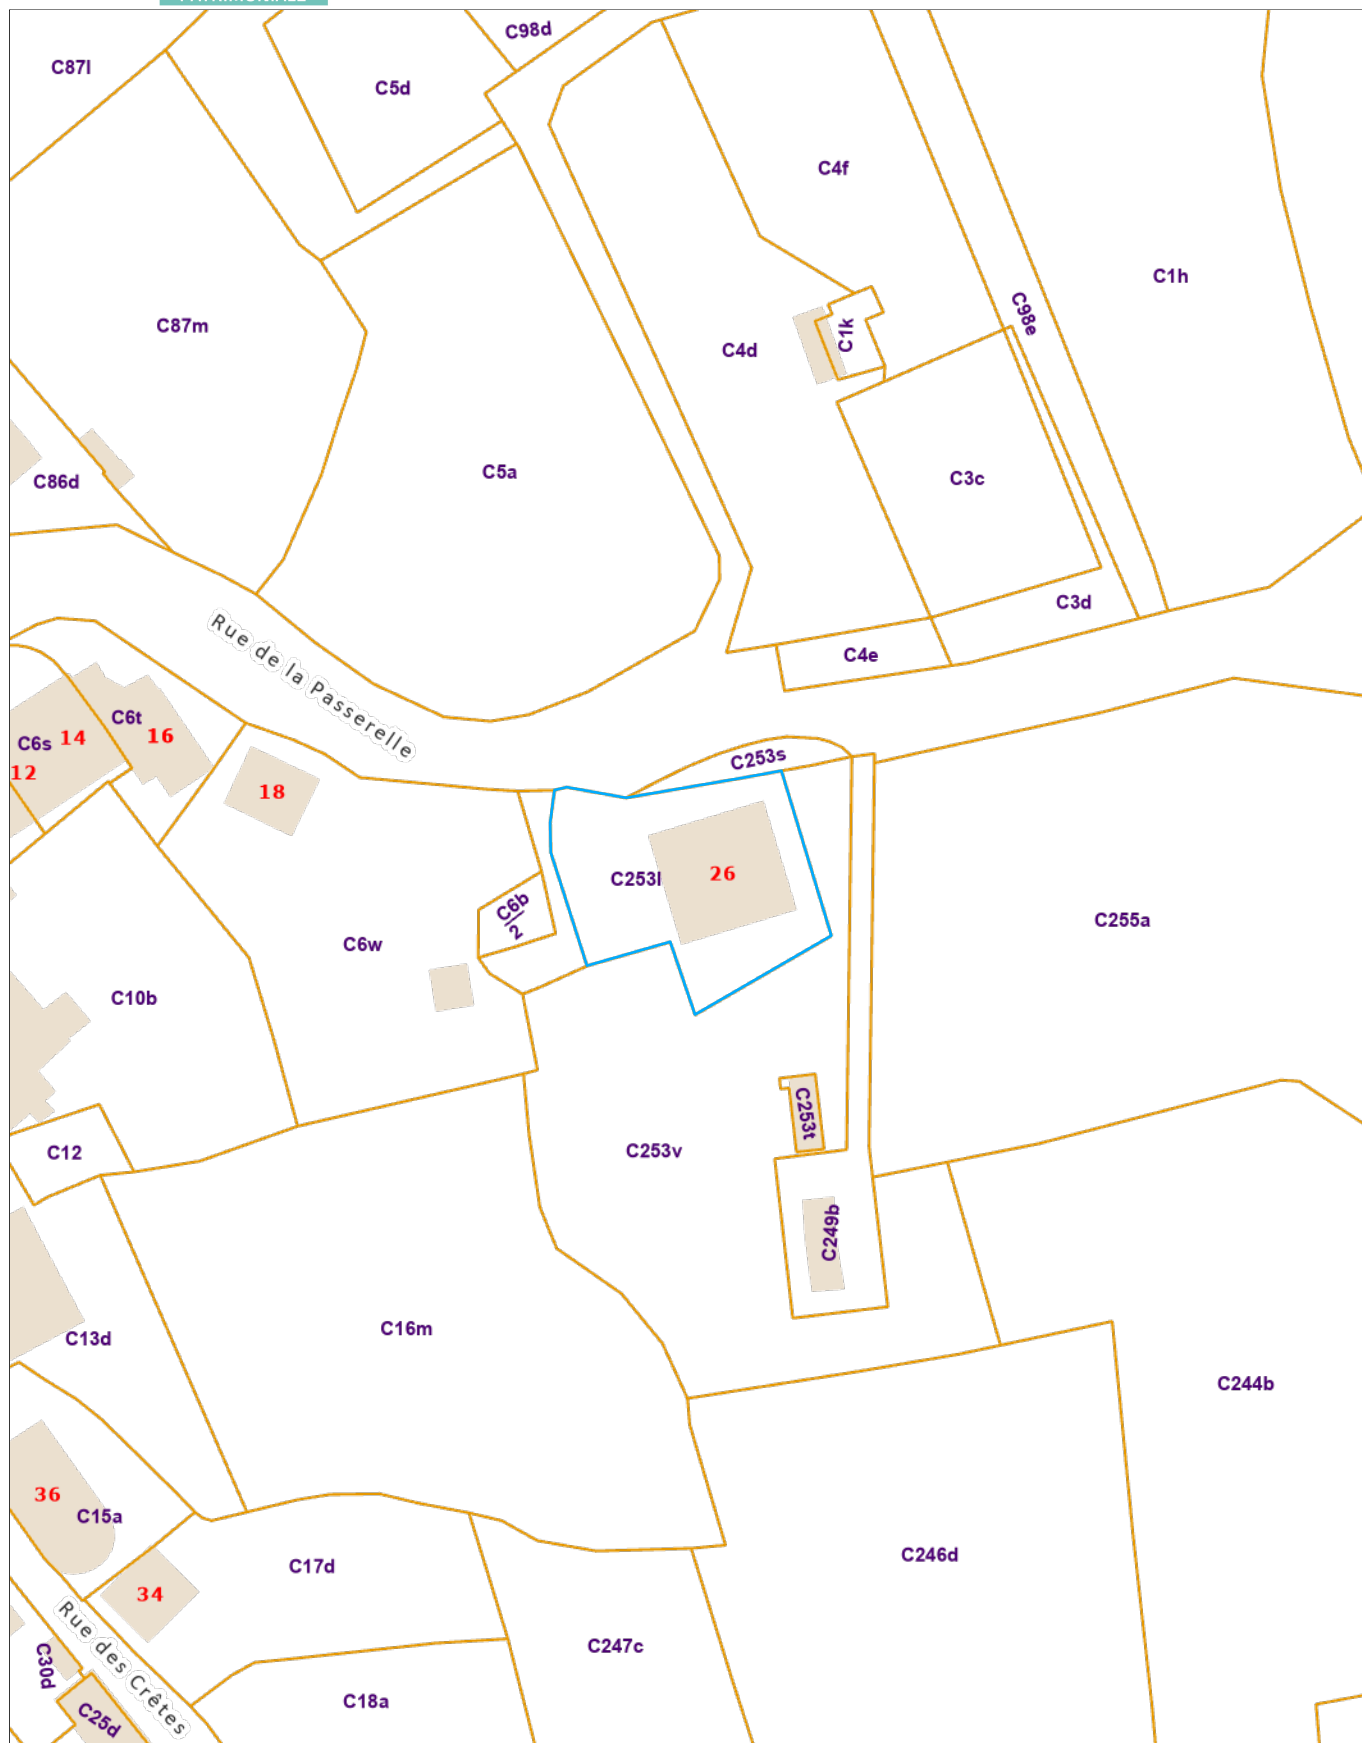 C98d
C87l
C5d
C4f
C1h
C98e
C87m
C1k
C4d
C5a
C3c
C86d
C3d
Rue de la Passerelle
C4e
C6t
14
16
C6s
12
C253s
18
C253l
26
C6b
2
C255a
C6w
C10b
C253t
C12
C253v
C249b
C16m
C13d
C244b
36
C15a
C246d
C17d
34
Rue des Crêtes
C247c
C30d
C18a
C25d